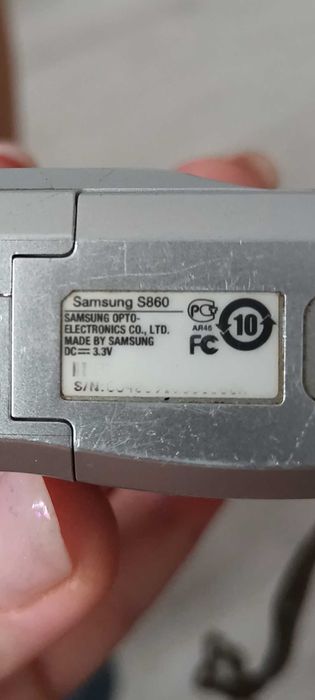 Samsung S860
SAMSUNG OPTO-
ELECTRONICS CO., LTD.
MADE BY SAMSUNG
DC⎓ 3.3V
S/N:
AR46
FC
10